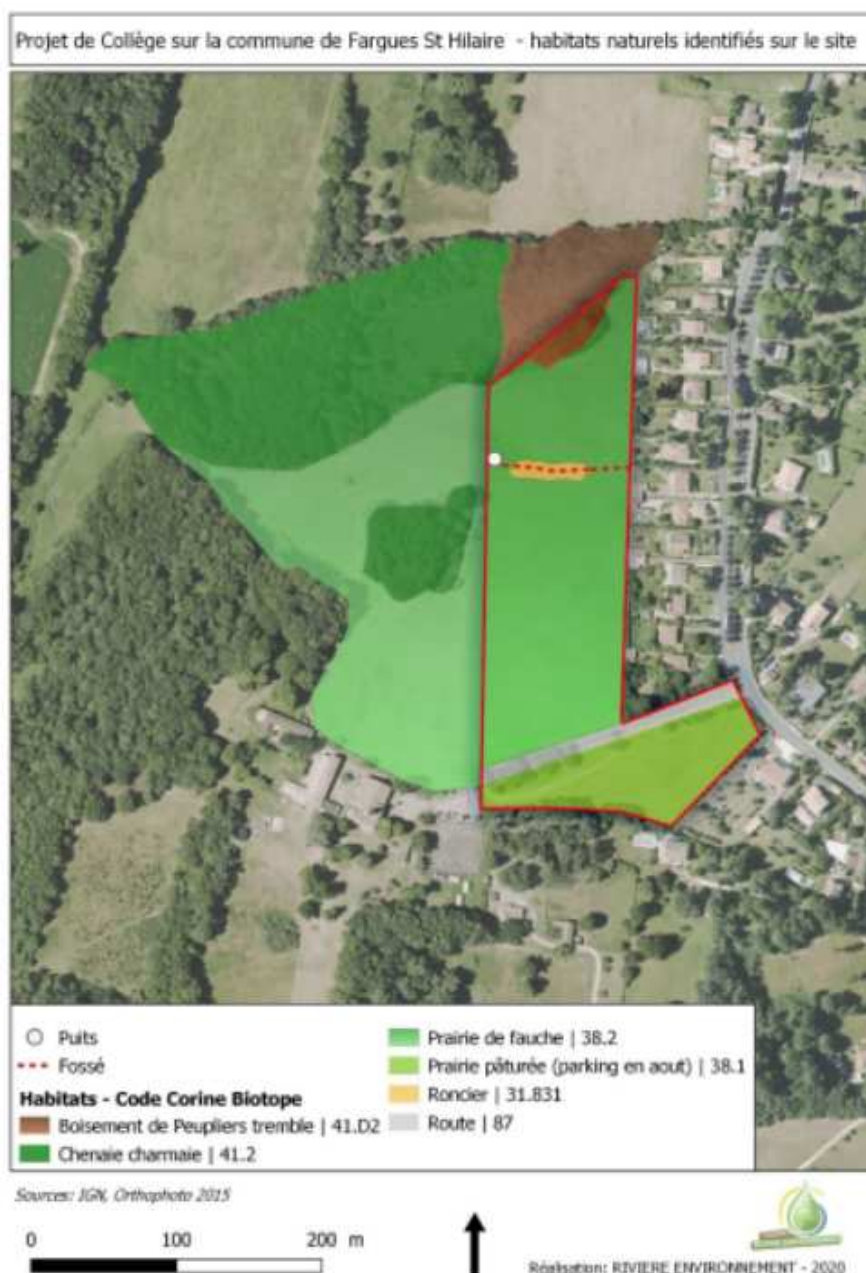 Projet de Collège sur la commune de Fargues St Hilaire - habitats naturels identifiés sur le site
Puits
Fossé
Habitats - Code Corine Biotope
Boisement de Peupliers tremble | 41.D2
Chenaie charmaie | 41.2
Prairie de fauche | 38.2
Prairie pâturée (parking en aout) | 38.1
Roncier | 31.831
Route | 87
Sources: IGN, Orthophoto 2015
0 100 200 m
Réalisation: RIVIERE ENVIRONNEMENT - 2020